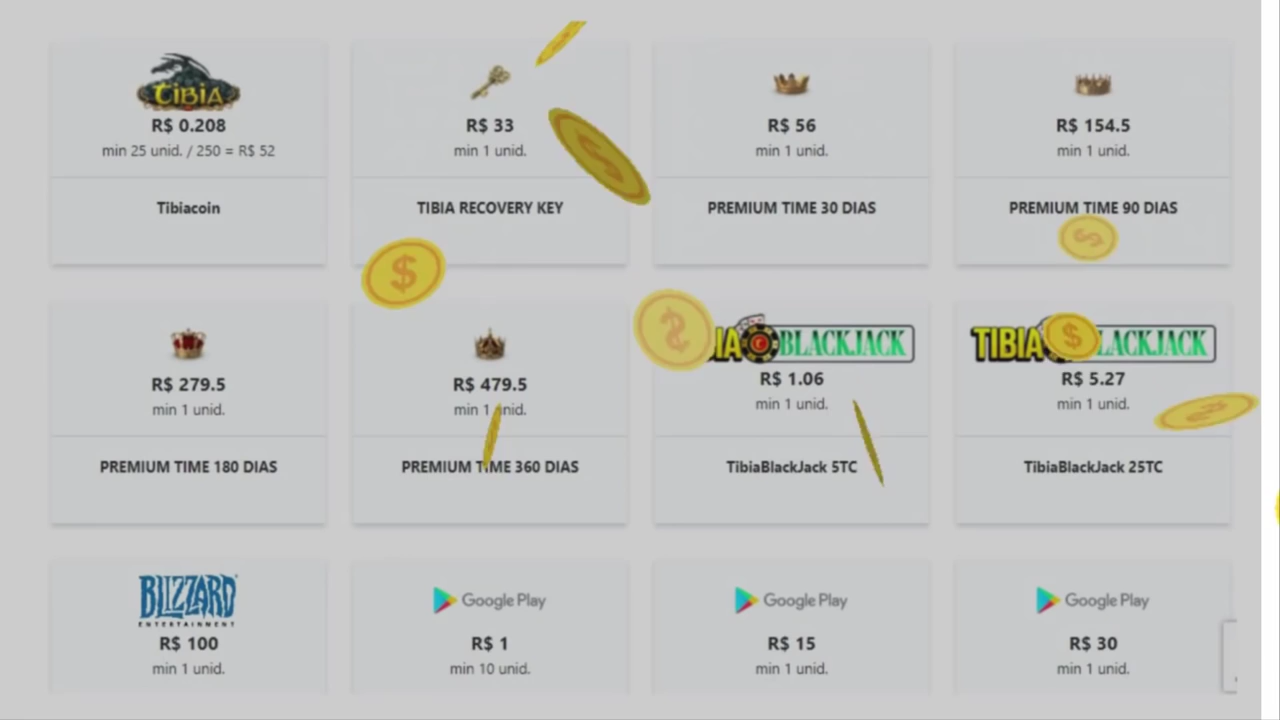 TIBIA
R$ 0.208
min 25 unid. / 250 = R$ 52
Tibiacoin
R$ 33
min 1 unid.
TIBIA RECOVERY KEY
R$ 56
min 1 unid.
PREMIUM TIME 30 DIAS
R$ 154.5
min 1 unid.
PREMIUM TIME 90 DIAS
R$ 279.5
min 1 unid.
PREMIUM TIME 180 DIAS
R$ 479.5
min 1 unid.
PREMIUM TIME 360 DIAS
BLACKJACK
R$ 1.06
min 1 unid.
TibiaBlackJack 5TC
TIBIA LACKJACK
R$ 5.27
min 1 unid.
TibiaBlackJack 25TC
BLIZZARD
ENTERTAINMENT
R$ 100
min 1 unid.
Google Play
R$ 1
min 10 unid.
Google Play
R$ 15
min 1 unid.
Google Play
R$ 30
min 1 unid.